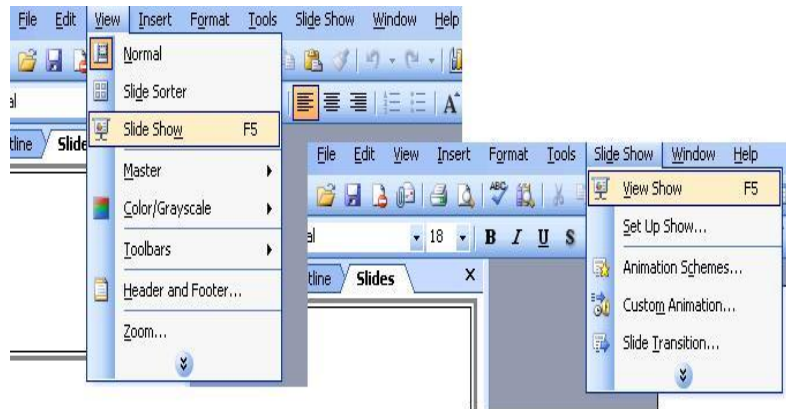 File Edit View Insert Format Tools Slide Show Window Help
Normal
Slide Sorter
Slide Show F5
Slide
Master
Color/Grayscale
Toolbars
Header and Footer...
Zoom...
File Edit View Insert Format Tools Slide Show Window Help
18 B I U S
Slides X
View Show F5
Set Up Show...
Animation Schemes...
Custom Animation...
Slide Transition...